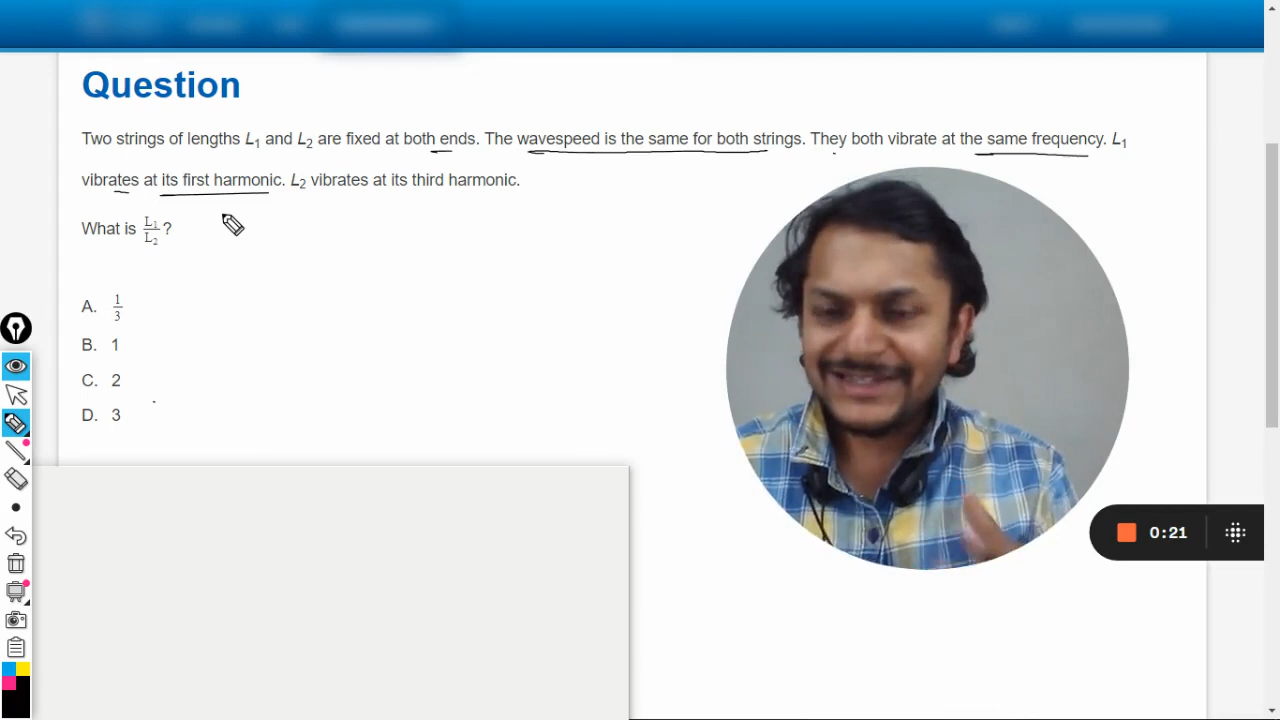 Question
Two strings of lengths L₁ and L₂ are fixed at both ends. The wavespeed is the same for both strings. They both vibrate at the same frequency. L₁
vibrates at its first harmonic. L₂ vibrates at its third harmonic.
What is L₁/L₂?
A. 1/3
B. 1
C. 2
D. 3
0:21